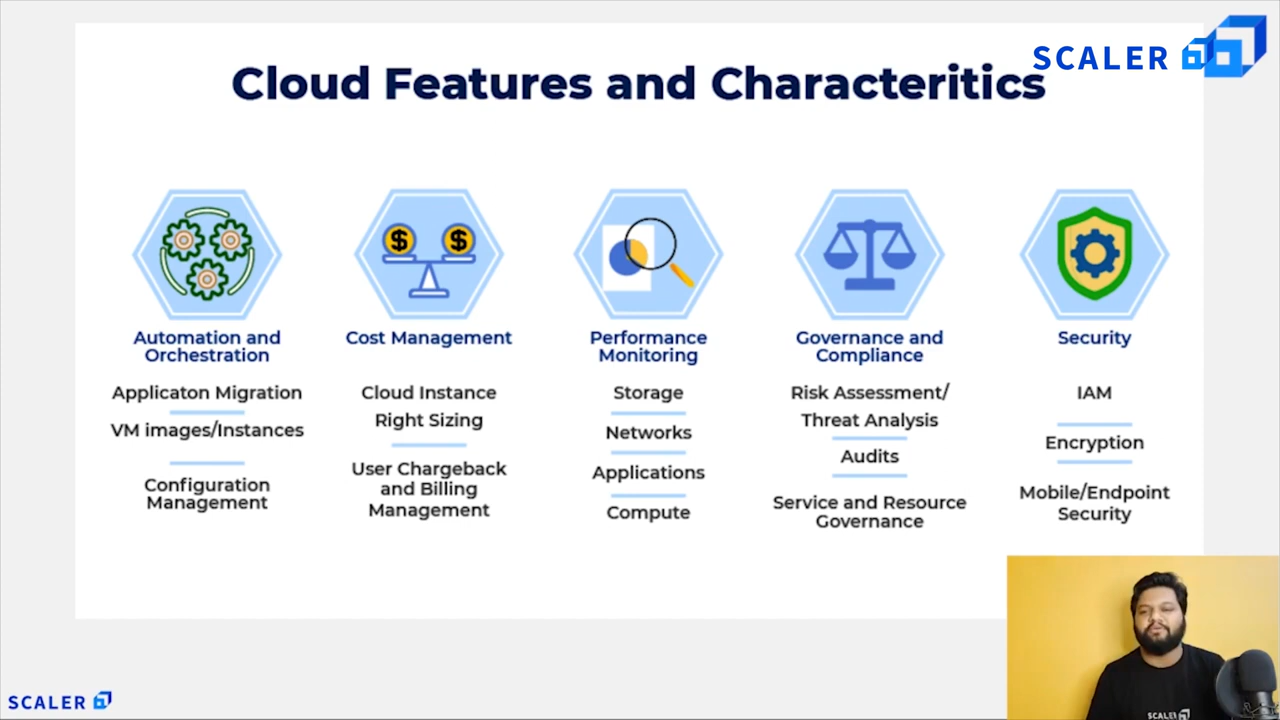 SCALER
Cloud Features and Characteritics
$ $
Automation and
Orchestration
Applicaton Migration
VM images/Instances
Configuration
Management
Cost Management
Cloud Instance
Right Sizing
User Chargeback
and Billing
Management
Performance
Monitoring
Storage
Networks
Applications
Compute
Governance and
Compliance
Risk Assessment/
Threat Analysis
Audits
Service and Resource
Governance
Security
IAM
Encryption
Mobile/Endpoint
Security
SCALER
SCALER